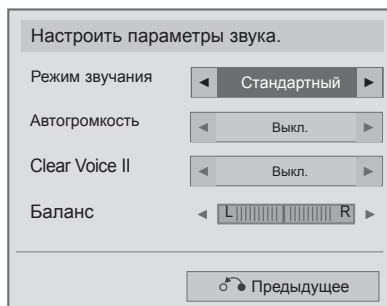 Настроить параметры звука.
Режим звучания
Стандартный
Автогромкость
Выкл.
Clear Voice II
Выкл.
Баланс
L R
Предыдущее